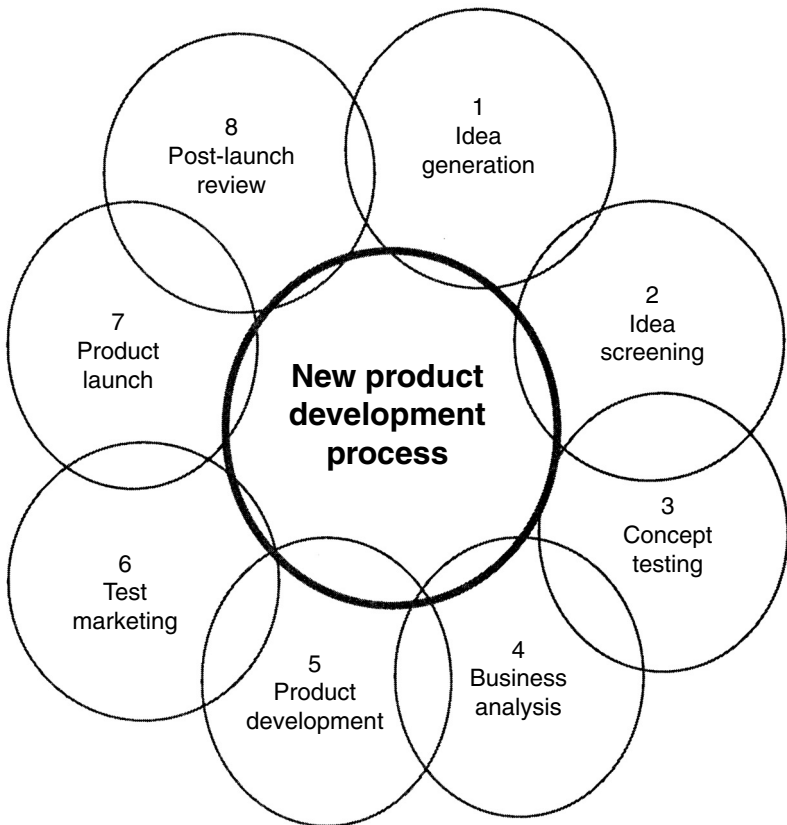 1
Idea
generation
2
Idea
screening
3
Concept
testing
4
Business
analysis
5
Product
development
6
Test
marketing
7
Product
launch
8
Post-launch
review
New product
development
process